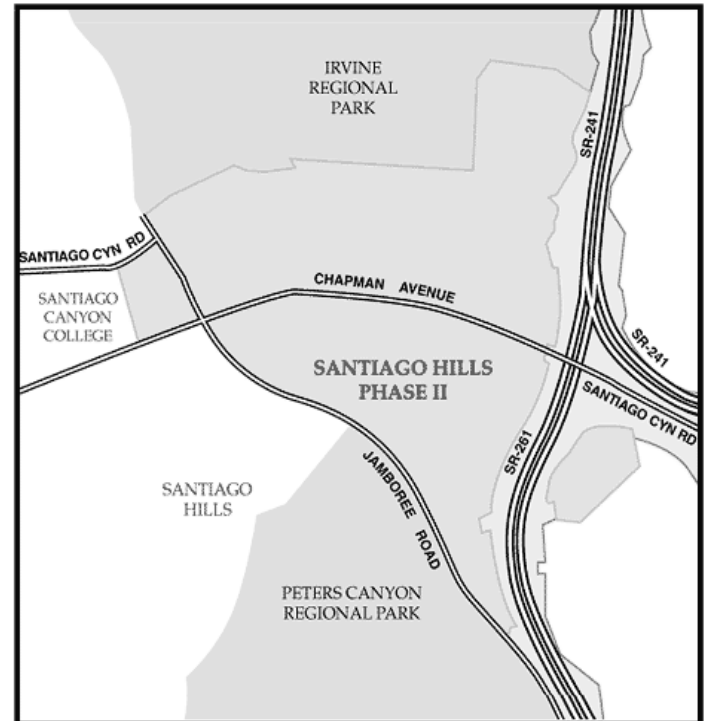 IRVINE
REGIONAL
PARK
SR-241
SANTIAGO CYN RD
SANTIAGO
CANYON
COLLEGE
CHAPMAN AVENUE
SR-241
SANTIAGO HILLS
PHASE II
SANTIAGO CYN RD
SR-261
JAMBOREE ROAD
SANTIAGO
HILLS
PETERS CANYON
REGIONAL PARK